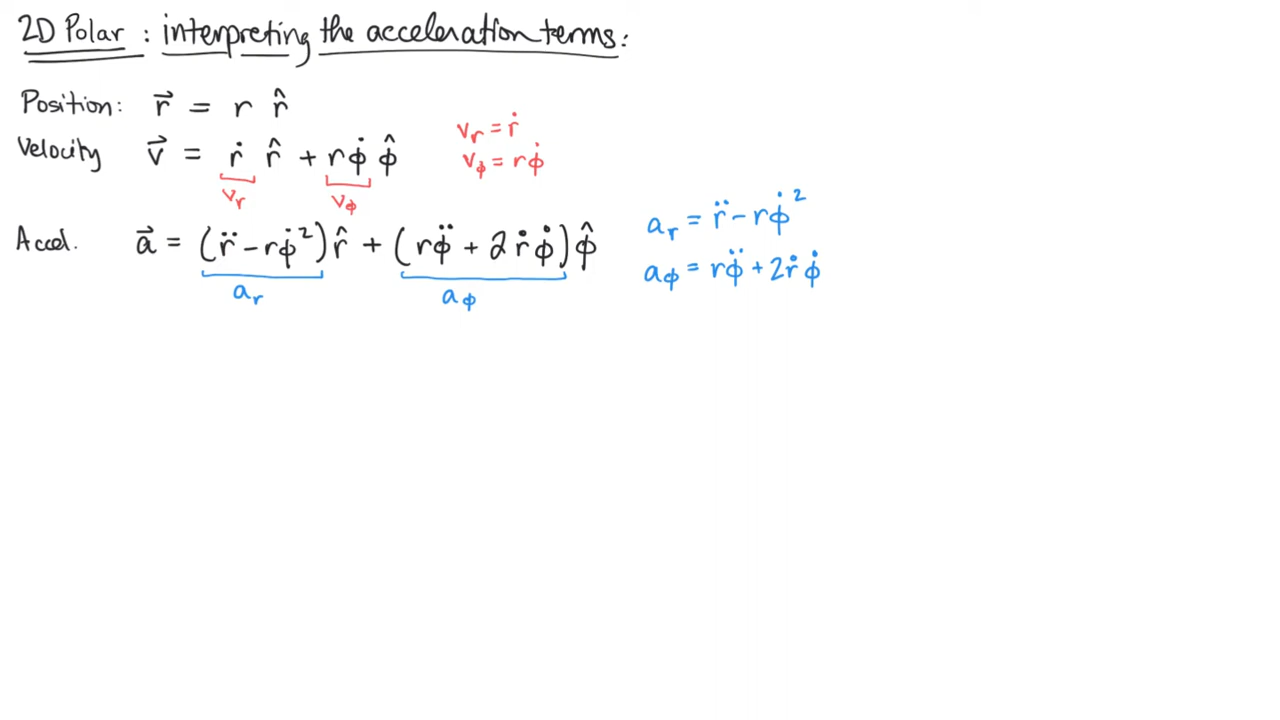 2D Polar : interpreting the acceleration terms:
Position: r⃗ = r r̂
Velocity v⃗ = ṙ r̂ + rϕ̇ ϕ̂
v_r v_ϕ
v_r = ṙ
v_ϕ = rϕ̇
Accel. a⃗ = (r̈ - rϕ̇²) r̂ + (rϕ̈ + 2ṙϕ̇) ϕ̂
a_r a_ϕ
a_r = r̈ - rϕ̇²
a_ϕ = rϕ̈ + 2ṙϕ̇